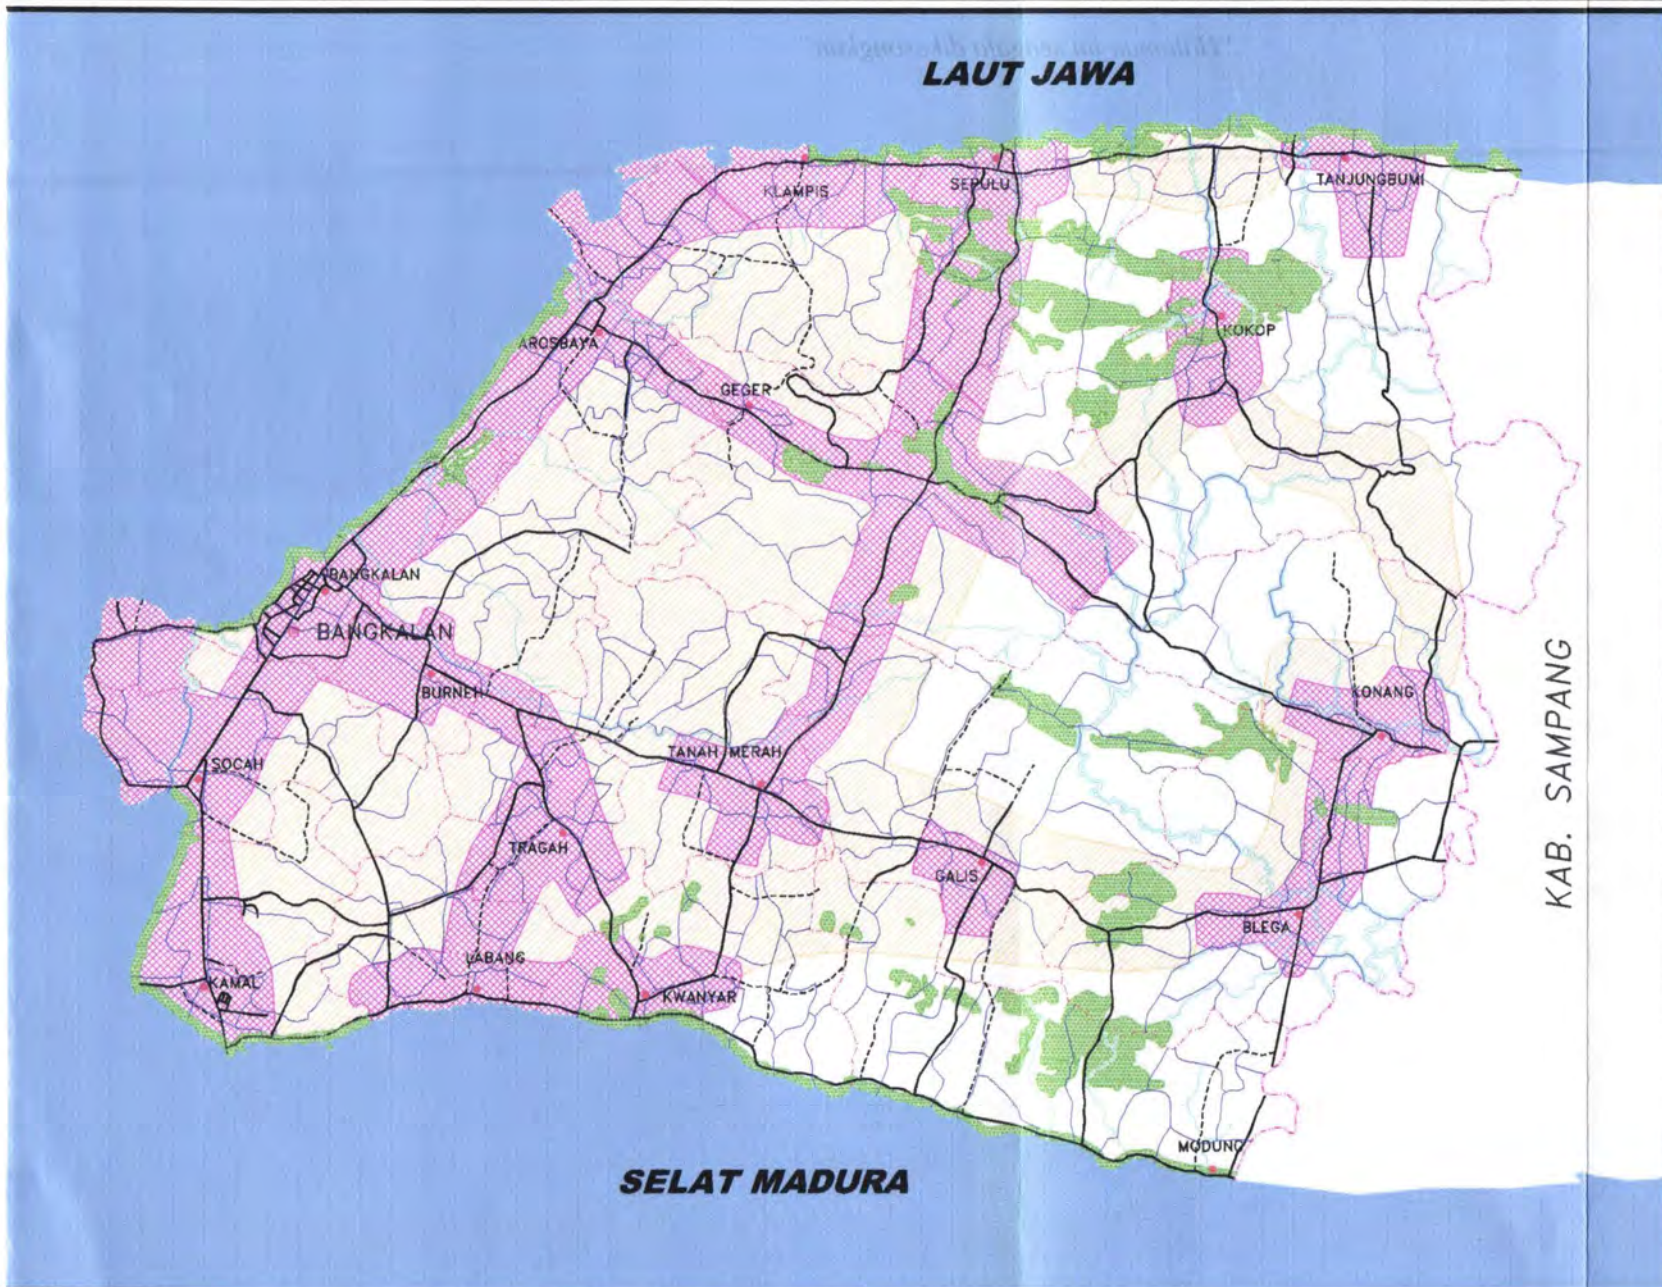 LAUT JAWA
KLAMPIS
SEPULU
TANJUNGBUMI
AROSBAYA
KOKOP
GEGER
BANGKALAN
BANGKALAN
BURNEH
KONANG
TANAH MERAH
SOCAH
TRAGAH
GALIS
BLEGA
LABANG
KAMAL
KWANYAR
MODUNG
KAB. SAMPANG
SELAT MADURA